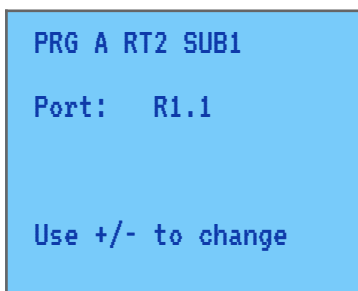 PRG A RT2 SUB1
Port: R1.1
Use +/- to change